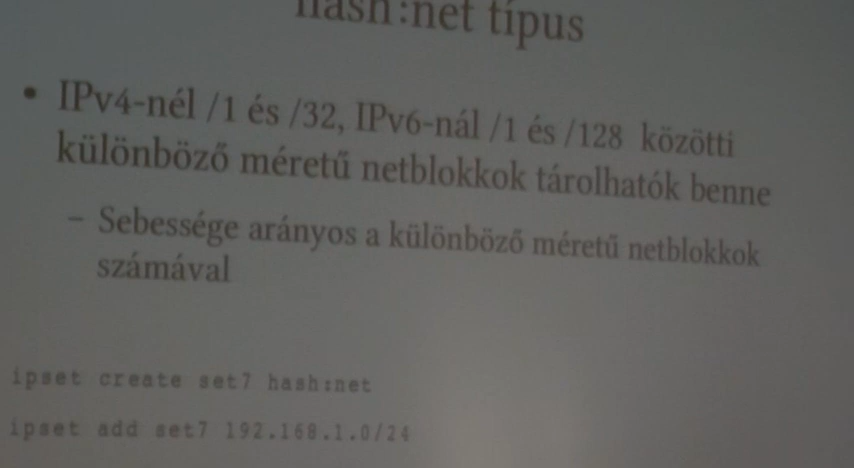 hash:net típus
• IPv4-nél /1 és /32, IPv6-nál /1 és /128 közötti
különböző méretű netblokkok tárolhatók benne
– Sebessége arányos a különböző méretű netblokkok
számával
ipset create set7 hash:net
ipset add set7 192.168.1.0/24